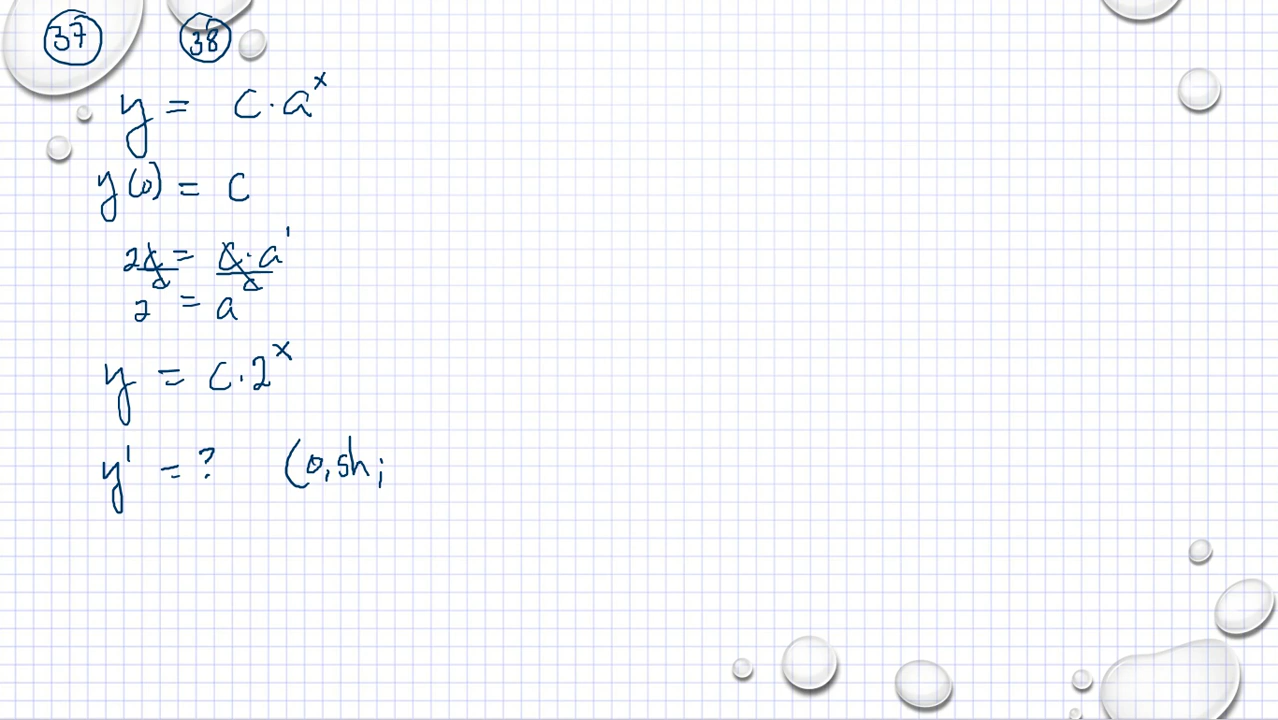 37 38
y = c · a^x
y(0) = c
2c = c · a^1
2 = a
y = c · 2^x
y' = ? (0,5h;